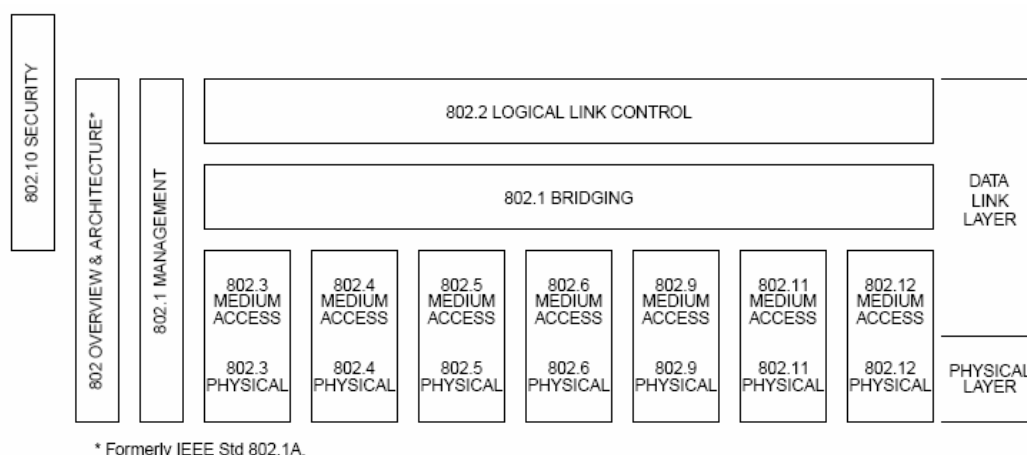 802.10 SECURITY
802 OVERVIEW & ARCHITECTURE*
802.1 MANAGEMENT
802.2 LOGICAL LINK CONTROL
802.1 BRIDGING
DATA
LINK
LAYER
802.3
MEDIUM
ACCESS
802.3
PHYSICAL
802.4
MEDIUM
ACCESS
802.4
PHYSICAL
802.5
MEDIUM
ACCESS
802.5
PHYSICAL
802.6
MEDIUM
ACCESS
802.6
PHYSICAL
802.9
MEDIUM
ACCESS
802.9
PHYSICAL
802.11
MEDIUM
ACCESS
802.11
PHYSICAL
802.12
MEDIUM
ACCESS
802.12
PHYSICAL
PHYSICAL
LAYER
* Formerly IEEE Std 802.1A.